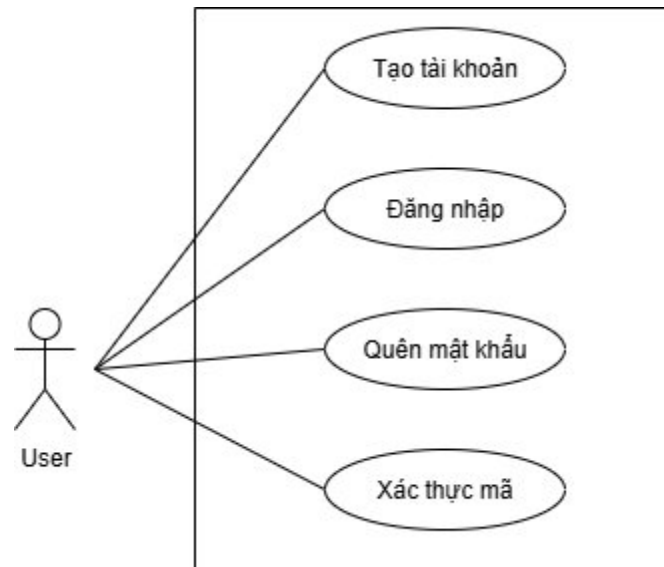 Tạo tài khoản
Đăng nhập
Quên mật khẩu
Xác thực mã
User